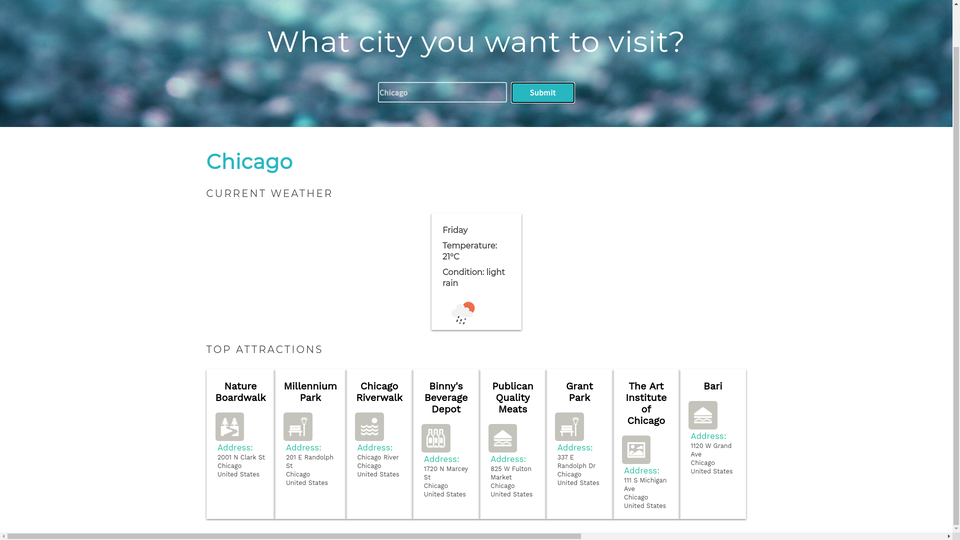 What city you want to visit?
Chicago
Submit
Chicago
CURRENT WEATHER
Friday
Temperature:
21°C
Condition: light
rain
TOP ATTRACTIONS
Nature
Boardwalk
Address:
2001 N Clark St
Chicago
United States
Millennium
Park
Address:
201 E Randolph
St
Chicago
United States
Chicago
Riverwalk
Address:
Chicago River
Chicago
United States
Binny's
Beverage
Depot
Address:
1720 N Marcey
St
Chicago
United States
Publican
Quality
Meats
Address:
825 W Fulton
Market
Chicago
United States
Grant
Park
Address:
337 E
Randolph Dr
Chicago
United States
The Art
Institute
of
Chicago
Address:
111 S Michigan
Ave
Chicago
United States
Bari
Address:
1120 W Grand
Ave
Chicago
United States